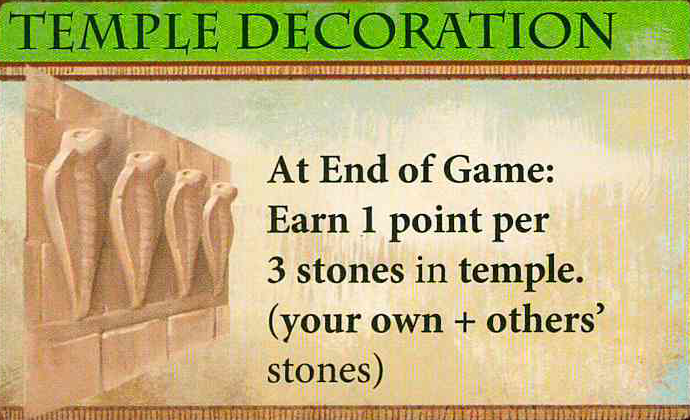 TEMPLE DECORATION
At End of Game:
Earn 1 point per
3 stones in temple.
(your own + others’
stones)